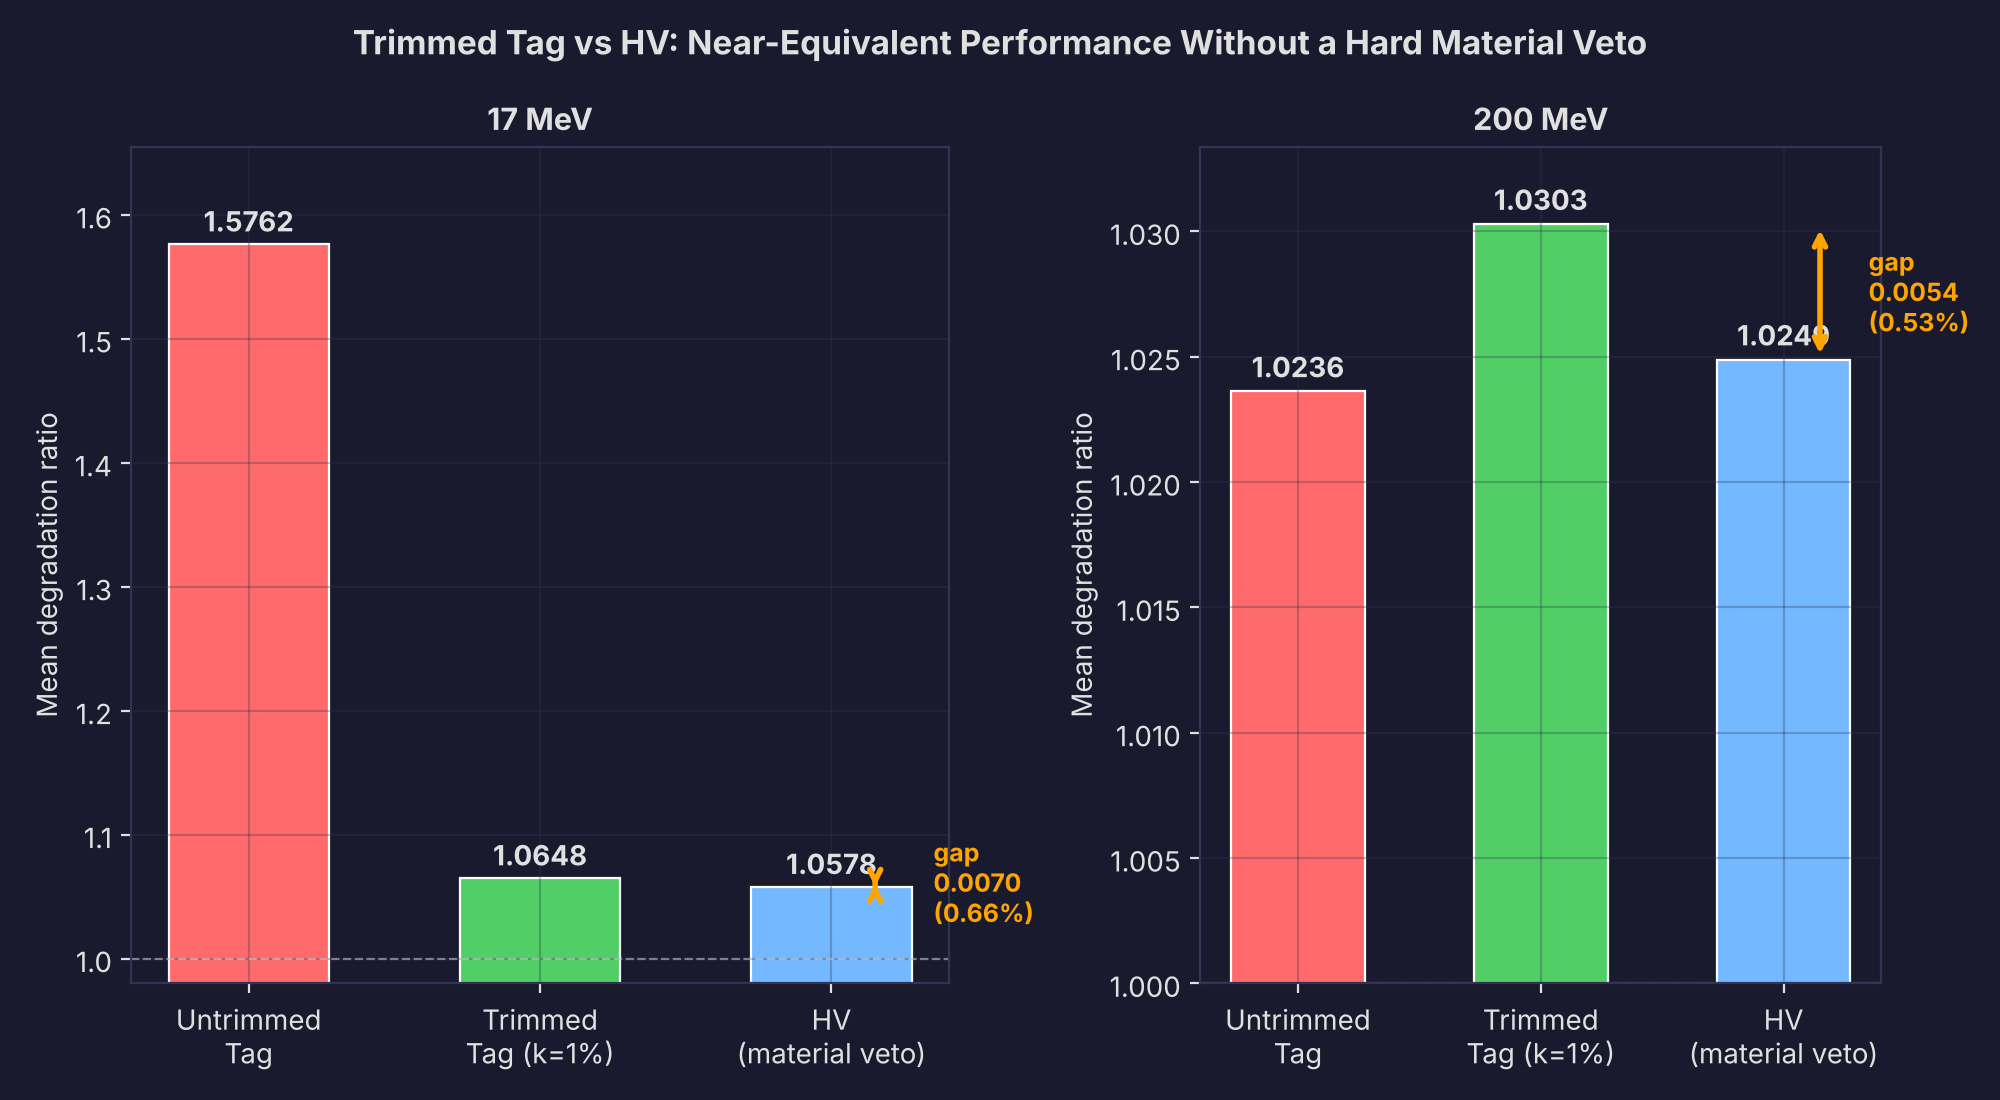 Trimmed Tag vs HV: Near-Equivalent Performance Without a Hard Material Veto
17 MeV
Mean degradation ratio
1.6
1.5
1.4
1.3
1.2
1.1
1.0
1.5762
1.0648
1.0578
gap
0.0070
(0.66%)
Untrimmed
Tag
Trimmed
Tag (k=1%)
HV
(material veto)
200 MeV
Mean degradation ratio
1.030
1.025
1.020
1.015
1.010
1.005
1.000
1.0236
1.0303
1.0249
gap
0.0054
(0.53%)
Untrimmed
Tag
Trimmed
Tag (k=1%)
HV
(material veto)